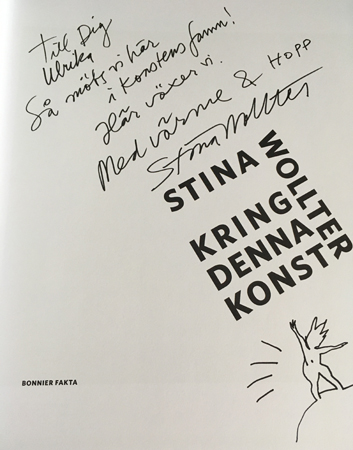 Till Dig
Ulrika
Så möts vi här
i Konstens famn!
Här växer vi.
Med värme & HOPP
Stina Wollter
STINA
WOLLTER
KRING
DENNA
KONST
BONNIER FAKTA